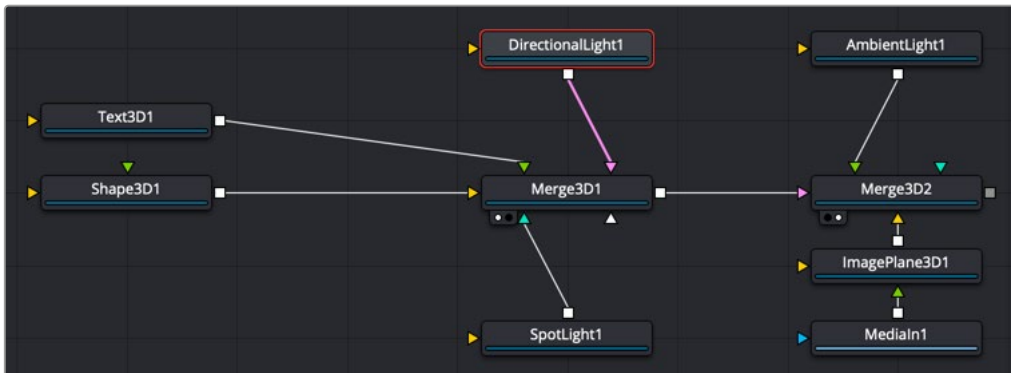 DirectionalLight1
AmbientLight1
Text3D1
Shape3D1
Merge3D1
Merge3D2
ImagePlane3D1
SpotLight1
MediaIn1